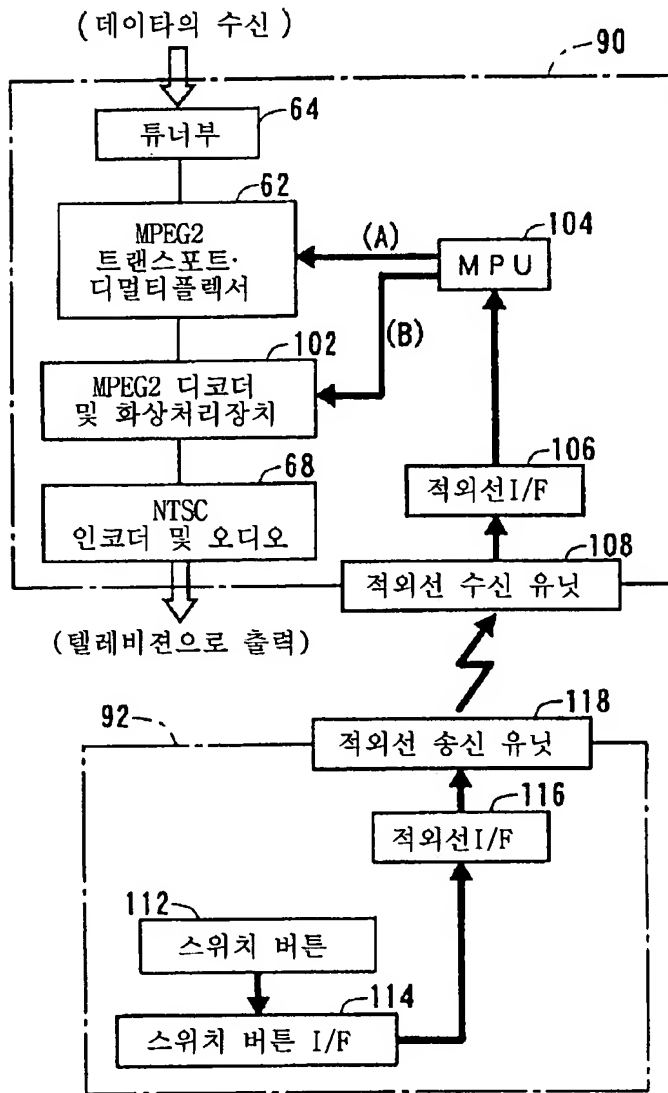 (데이타의 수신)
90
64
튜너부
62
MPEG2
트랜스포트·
디멀티플렉서
(A)
104
MPU
(B)
102
MPEG2 디코더
및 화상처리장치
106
적외선I/F
68
NTSC
인코더 및 오디오
108
적외선 수신 유닛
(텔레비젼으로 출력)
92
118
적외선 송신 유닛
116
적외선I/F
112
스위치 버튼
114
스위치 버튼 I/F